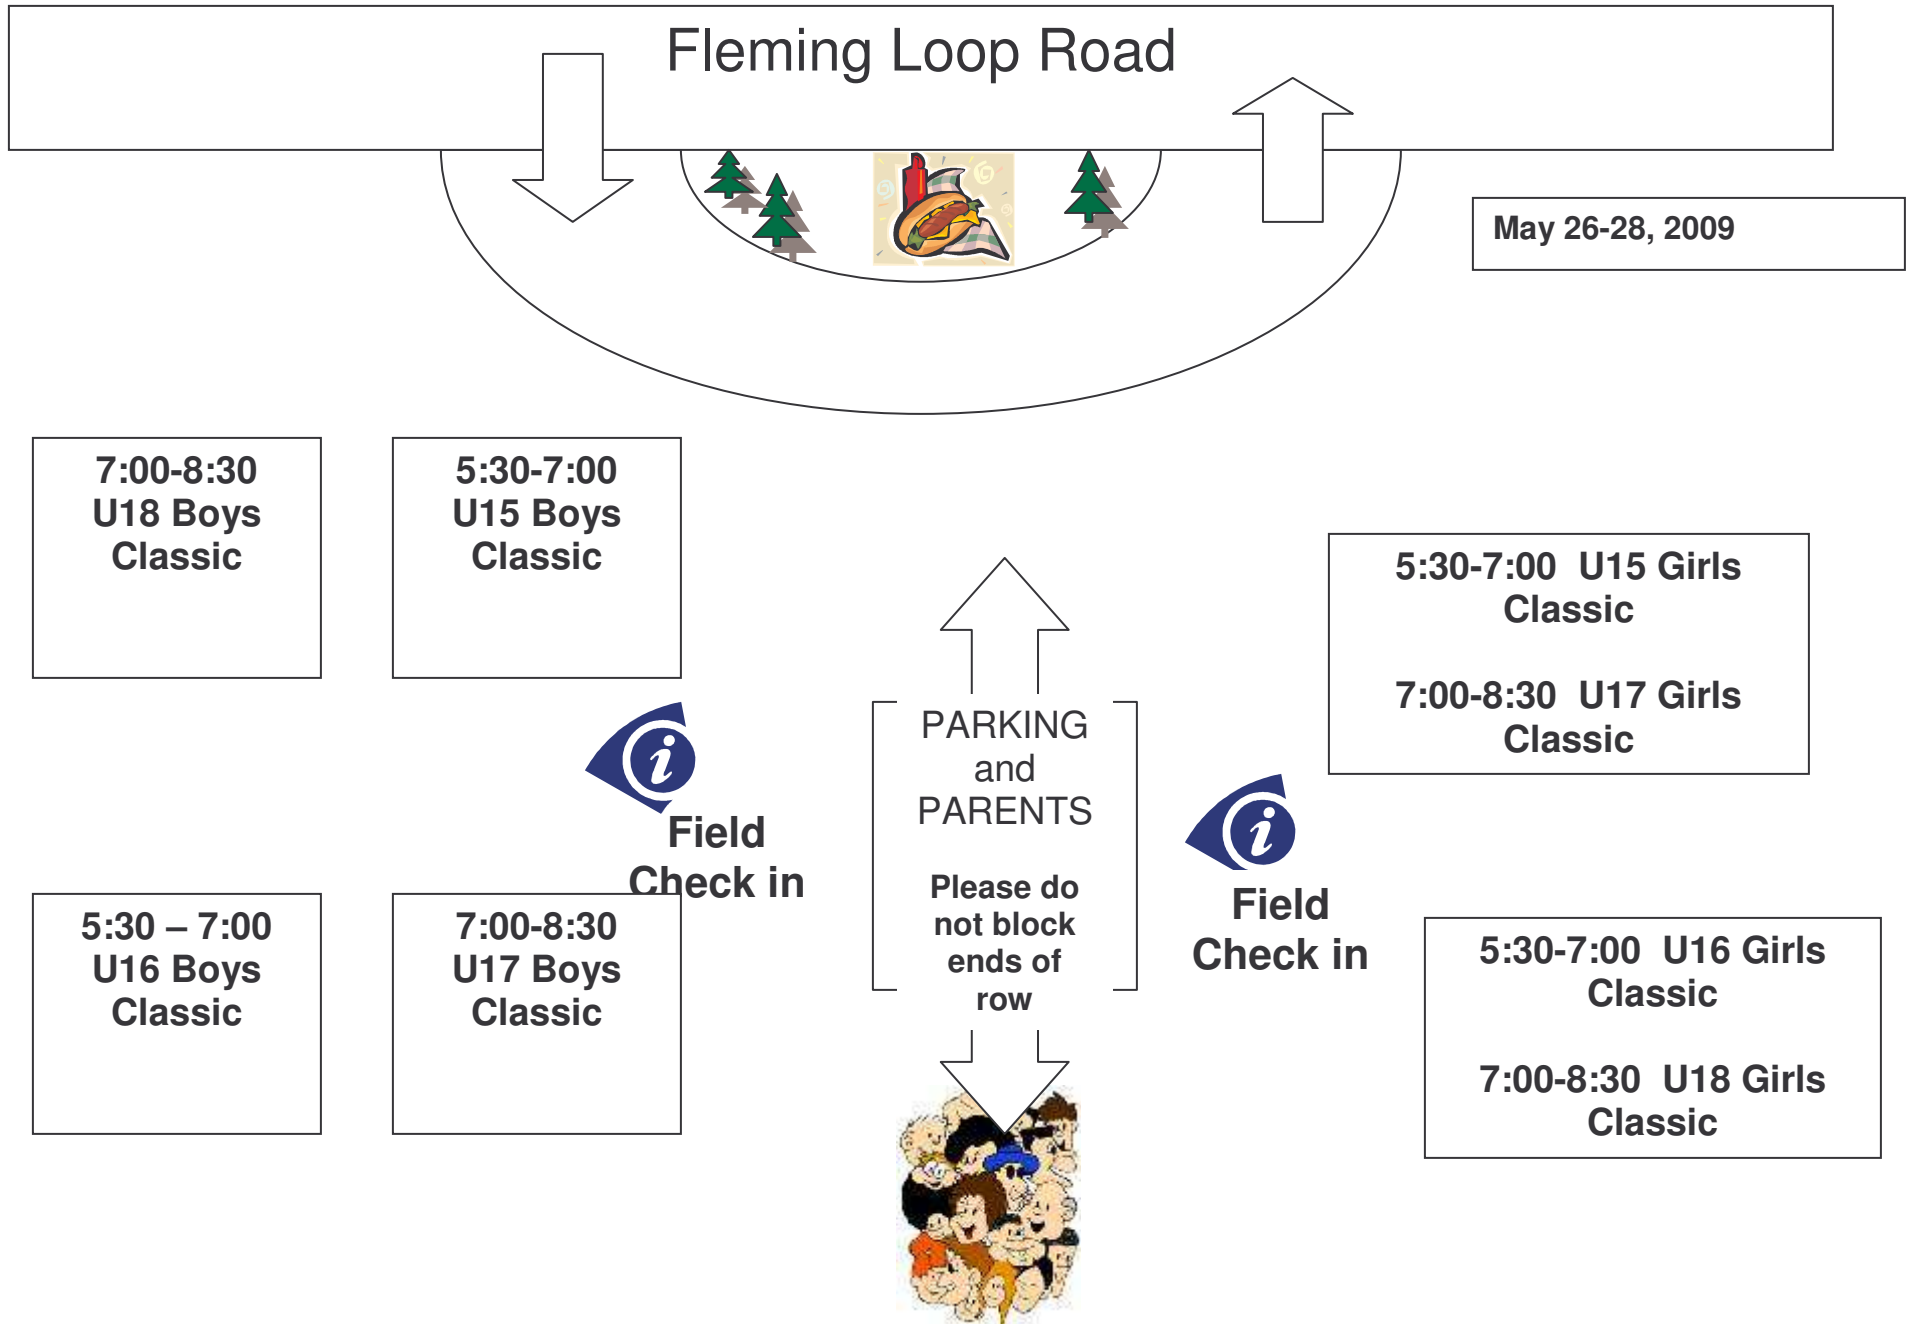 Fleming Loop Road
May 26-28, 2009
7:00-8:30
U18 Boys
Classic
5:30-7:00
U15 Boys
Classic
5:30-7:00  U15 Girls
Classic
7:00-8:30  U17 Girls
Classic
i
Field
Check in
PARKING
and
PARENTS
Please do
not block
ends of
row
i
Field
Check in
5:30 – 7:00
U16 Boys
Classic
7:00-8:30
U17 Boys
Classic
5:30-7:00  U16 Girls
Classic
7:00-8:30  U18 Girls
Classic